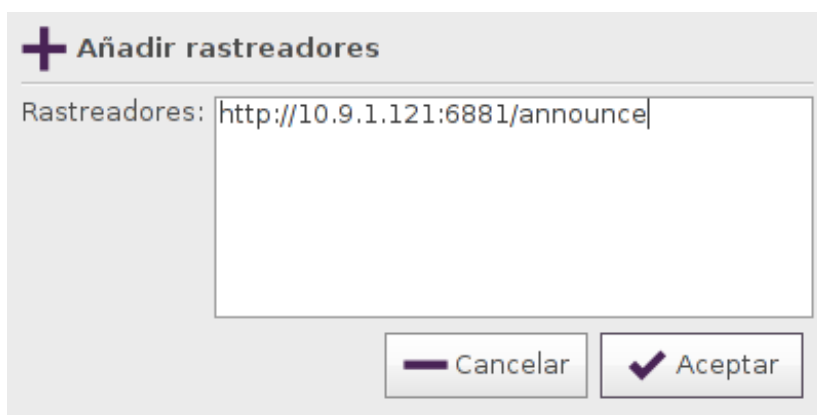 Añadir rastreadores
Rastreadores: http://10.9.1.121:6881/announce
Cancelar Aceptar